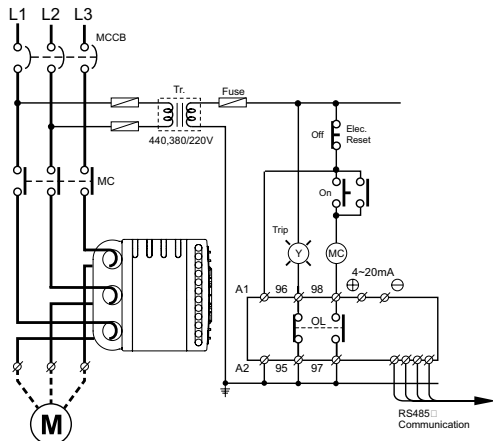 L1 L2 L3
MCCB
Tr.
Fuse
440,380/220V
Off
Elec.
Reset
MC
On
Trip
Y
MC
4~20mA
A1 96 98
OL
A2 95 97
M
RS485□
Communication